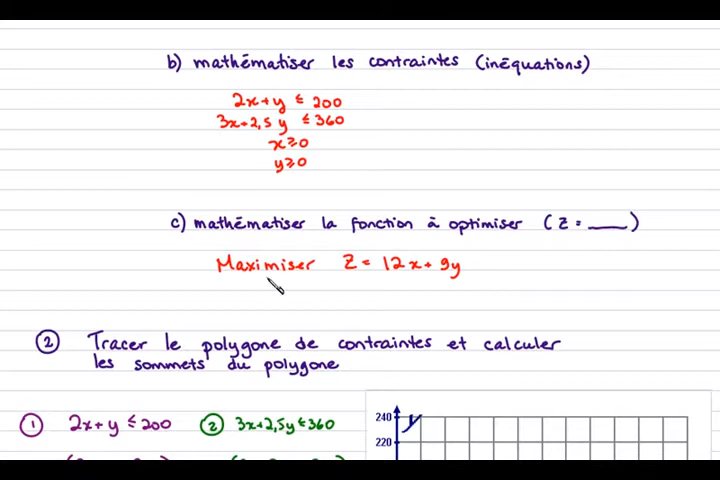 b) mathématiser les contraintes (inéquations)
2x+y ≤ 200
3x+2,5y ≤ 360
x≥0
y≥0
c) mathématiser la fonction à optimiser (Z = ____)
Maximiser Z = 12x + 9y
② Tracer le polygone de contraintes et calculer
les sommets du polygone
① 2x+y ≤ 200 ② 3x+2,5y ≤ 360
240 y
220